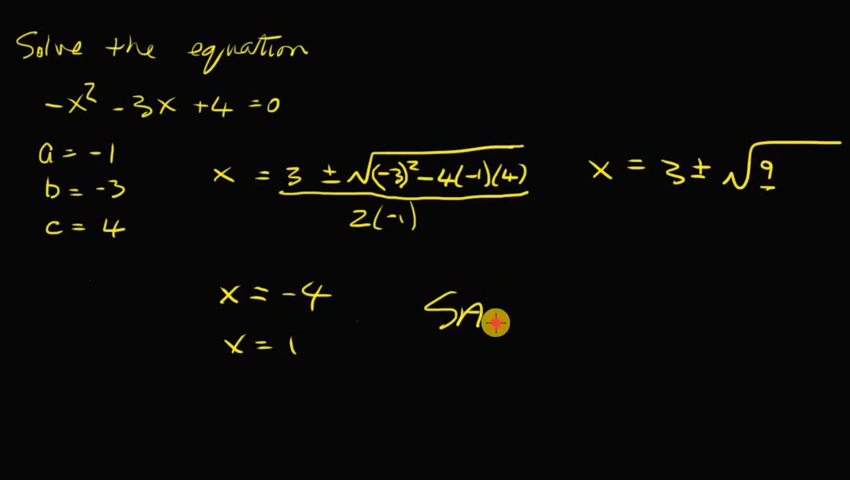 Solve the equation
-x² - 3x + 4 = 0
a = -1
b = -3
c = 4
x = 3 ± √(-3)² - 4(-1)(4)
2(-1)
x = 3 ± √9
x = -4
x = 1
SA